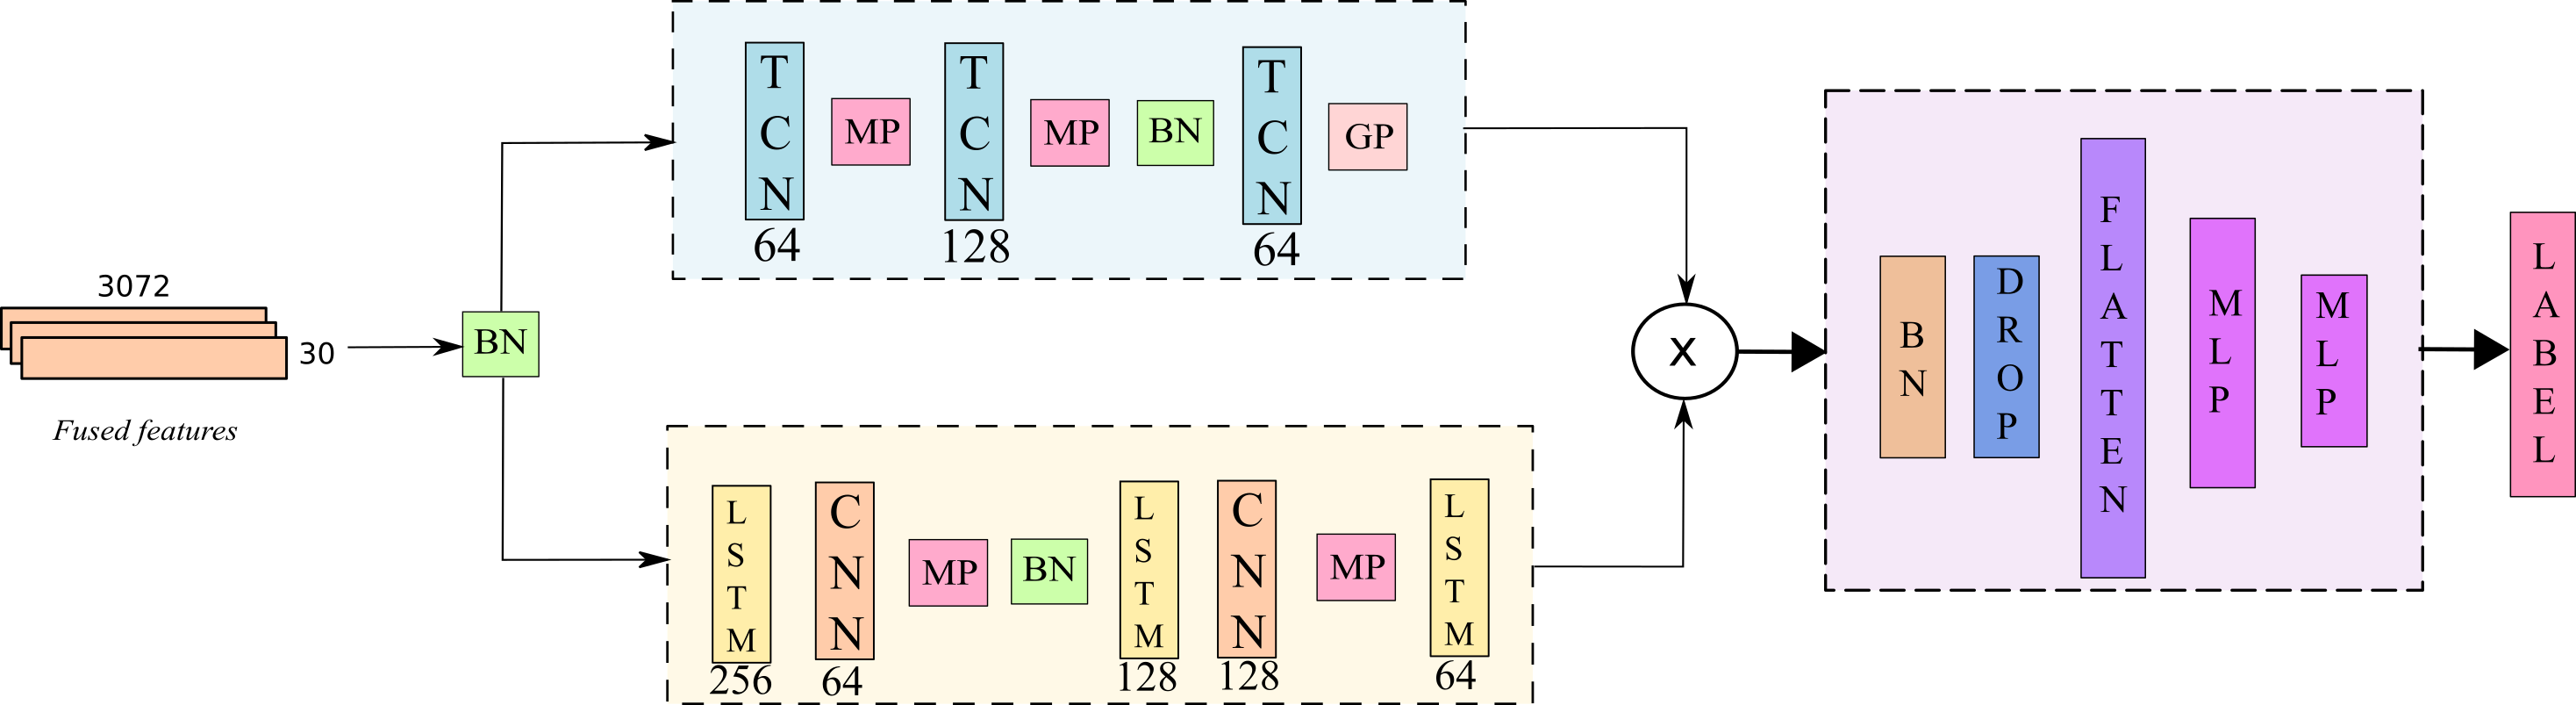 3072
30
Fused features
BN
TCN
64
MP
TCN
128
MP
BN
TCN
64
GP
LSTM
256
CNN
64
MP
BN
LSTM
128
CNN
128
MP
LSTM
64
X
BN
DROP
FLATTEN
MLP
MLP
LABEL